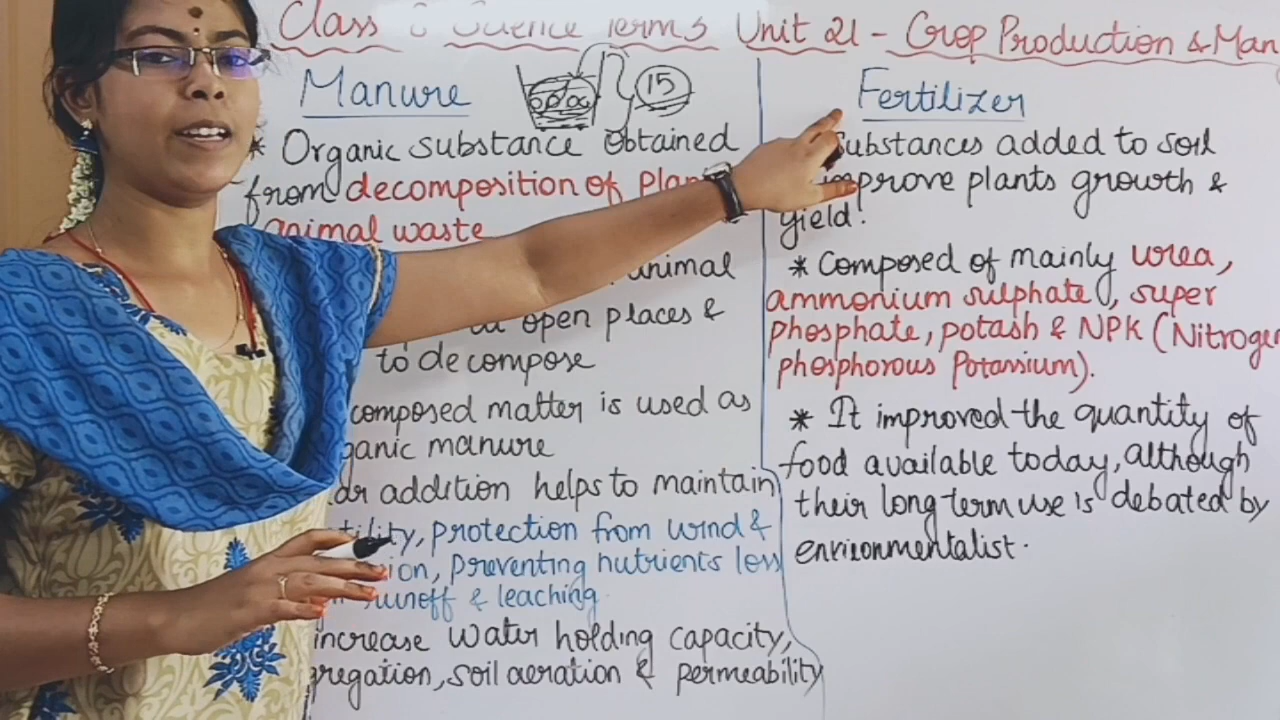 Class 8 Science Term 3 Unit 21 - Crop Production & Man
Manure
15
* Organic substance obtained
from decomposition of Plant
animal waste
animal
open places &
to decompose
composed matter is used as
ganic manure
addition helps to maintain
tility, protection from wind &
ion, preventing nutrients loss
runoff & leaching.
increase water holding capacity,
gregation, soil aeration & permeability
Fertilizer
Substances added to soil
improve plants growth &
yield.
* Composed of mainly urea,
ammonium sulphate, super
phosphate, potash & NPK (Nitrogen
phosphorous Potassium).
* It improved the quantity of
food available today, although
their long term use is debated by
environmentalist.